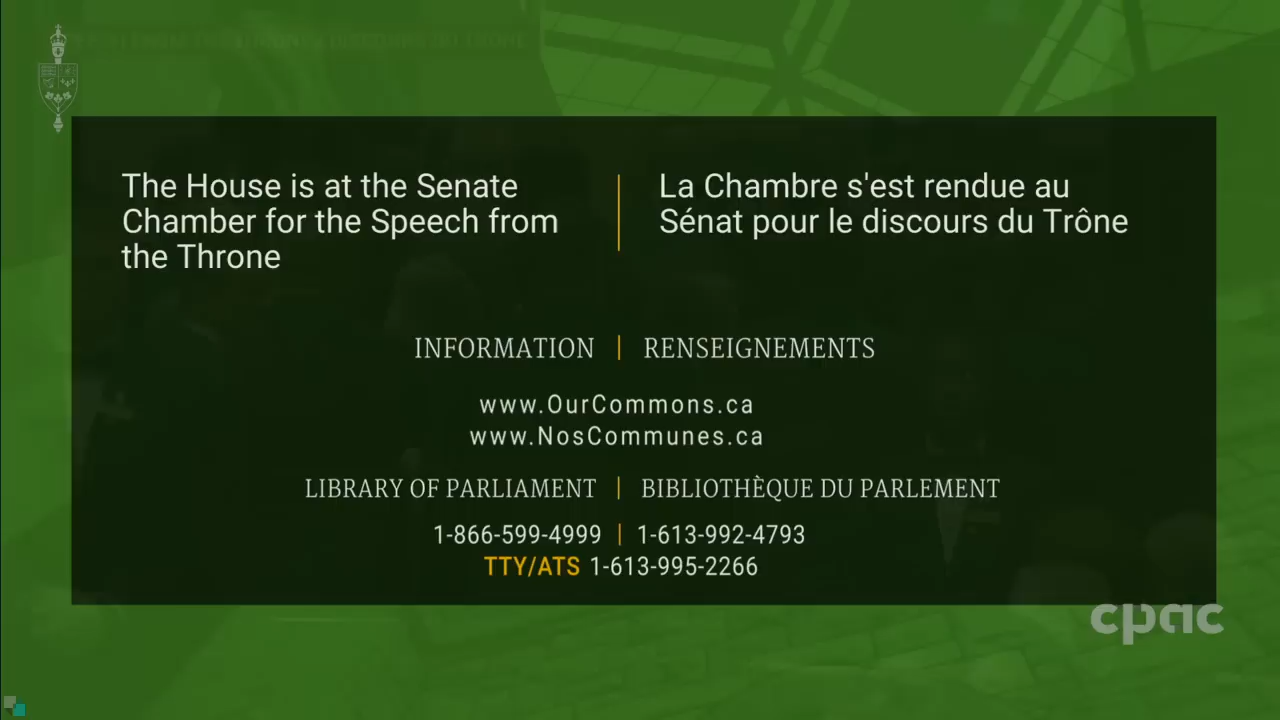 The House is at the Senate
Chamber for the Speech from
the Throne
La Chambre s'est rendue au
Sénat pour le discours du Trône
INFORMATION | RENSEIGNEMENTS
www.OurCommons.ca
www.NosCommunes.ca
LIBRARY OF PARLIAMENT | BIBLIOTHÈQUE DU PARLEMENT
1-866-599-4999 | 1-613-992-4793
TTY/ATS 1-613-995-2266
cpac